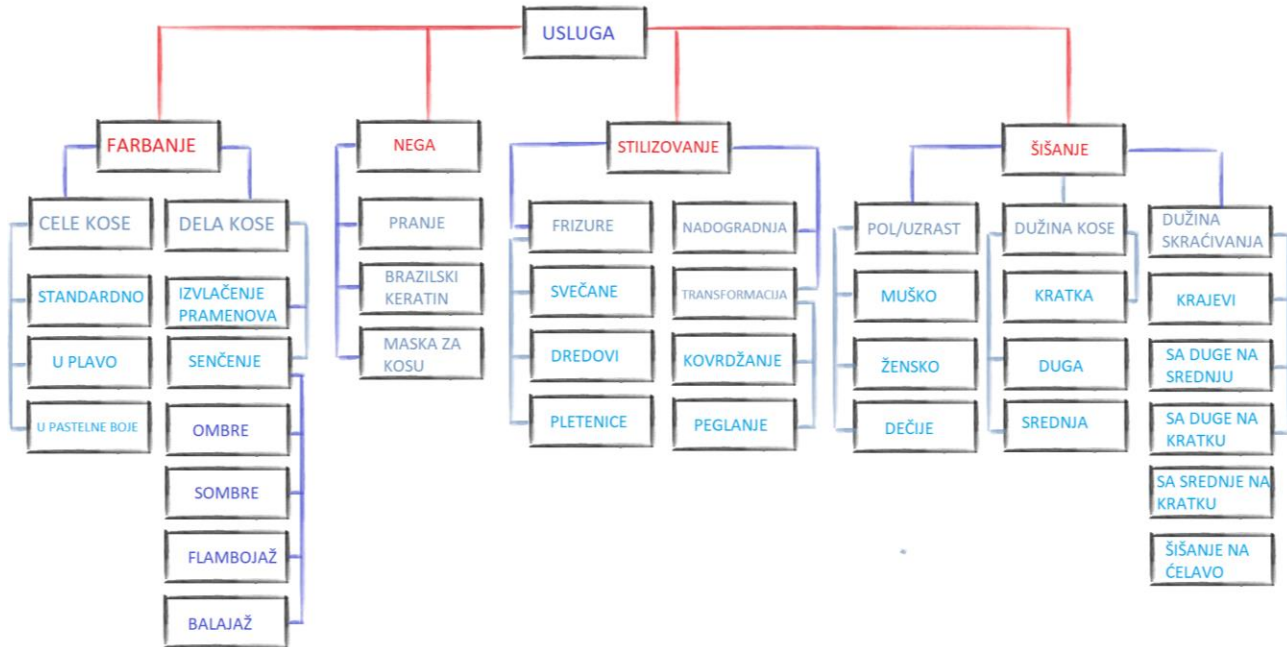 USLUGA
FARBANJE
NEGA
STILIZOVANJE
ŠIŠANJE
CELE KOSE
DELA KOSE
PRANJE
FRIZURE
NADOGRADNJA
POL/UZRAST
DUŽINA KOSE
DUŽINA
SKRAĆIVANJA
STANDARDNO
IZVLAČENJE
PRAMENOVA
BRAZILSKI
KERATIN
SVEČANE
TRANSFORMACIJA
MUŠKO
KRATKA
KRAJEVI
U PLAVO
SENČENJE
MASKA ZA
KOSU
DREDOVI
KOVRDŽANJE
ŽENSKO
DUGA
SA DUGE NA
SREDNJU
U PASTELNE BOJE
OMBRE
PLETENICE
PEGLANJE
DEČIJE
SREDNJA
SA DUGE NA
KRATKU
SOMBRE
SA SREDNJE NA
KRATKU
FLAMBOJAŽ
ŠIŠANJE NA
ĆELAVO
BALAJAŽ